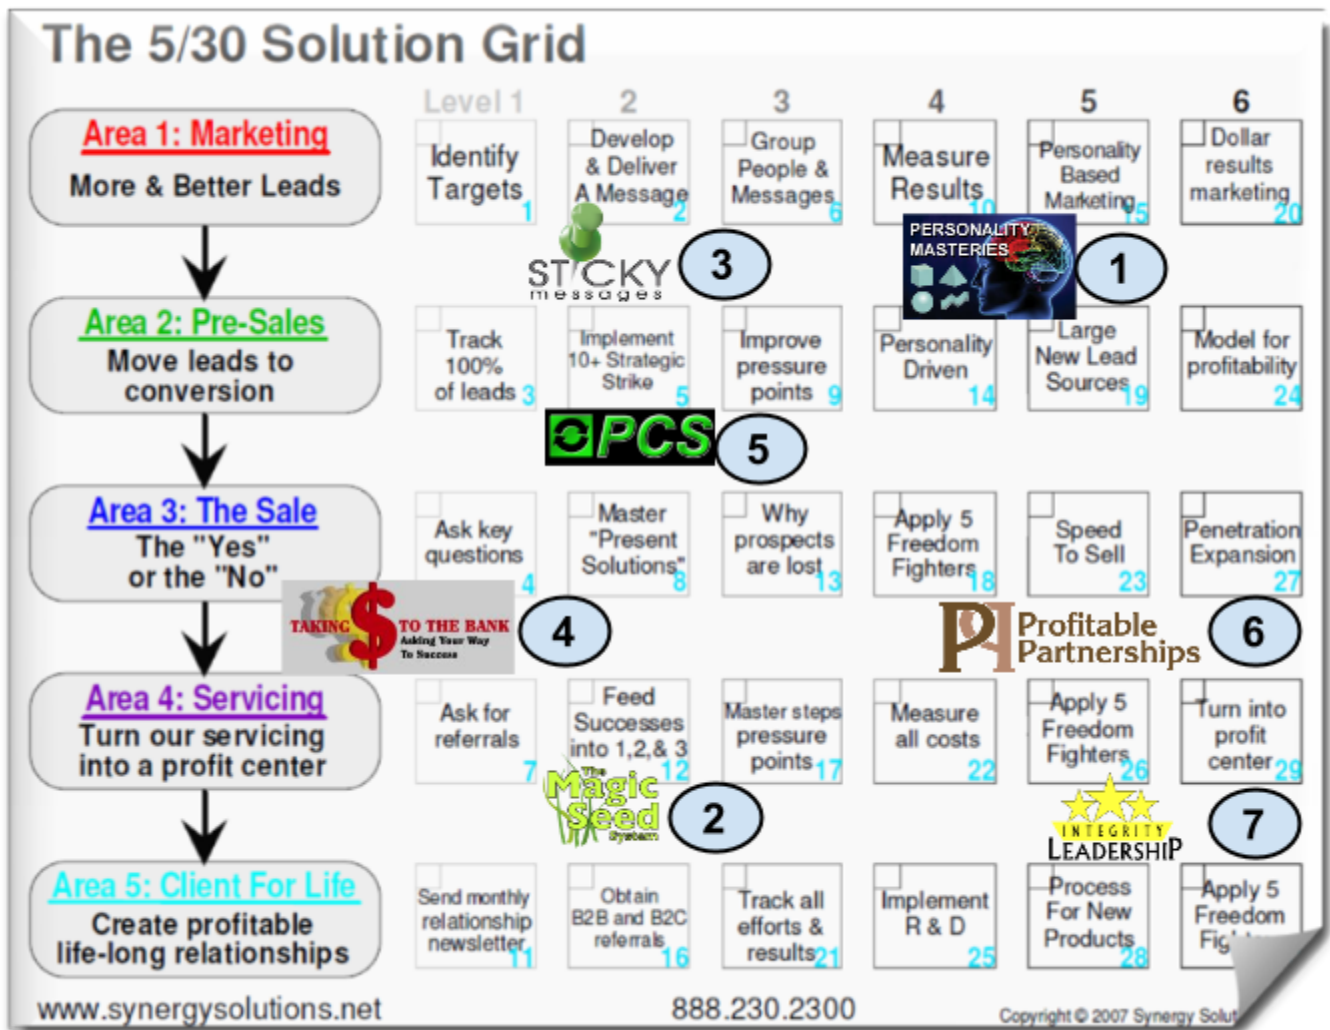 The 5/30 Solution Grid
Level 1 2 3 4 5 6
Area 1: Marketing
More & Better Leads
Identify
Targets
1
Develop
& Deliver
A Message
2
Group
People &
Messages
6
Measure
Results
10
Personality
Based
Marketing
15
Dollar
results
marketing
20
STICKY
messages
3
PERSONALITY
MASTERIES
1
Area 2: Pre-Sales
Move leads to
conversion
Track
100%
of leads 3
Implement
10+ Strategic
Strike
5
Improve
pressure
points 9
Personality
Driven
14
Large
New Lead
Sources
19
Model for
profitability
24
PCS
5
Area 3: The Sale
The "Yes"
or the "No"
Ask key
questions
4
Master
"Present
Solutions"
8
Why
prospects
are lost
13
Apply 5
Freedom
Fighters
18
Speed
To Sell
23
Penetration
Expansion
27
TAKING $ TO THE BANK
Asking Your Way
To Success
4
Profitable
Partnerships
6
Area 4: Servicing
Turn our servicing
into a profit center
Ask for
referrals
7
Feed
Successes
into 1,2,& 3
12
Master steps
pressure
points 17
Measure
all costs
22
Apply 5
Freedom
Fighters
26
Turn into
profit
center
29
The
Magic
Seed
System
2
INTEGRITY
LEADERSHIP
7
Area 5: Client For Life
Create profitable
life-long relationships
Send monthly
relationship
newsletter
11
Obtain
B2B and B2C
referrals
16
Track all
efforts &
results 21
Implement
R & D
25
Process
For New
Products
28
Apply 5
Freedom
www.synergysolutions.net
888.230.2300
Copyright © 2007 Synergy